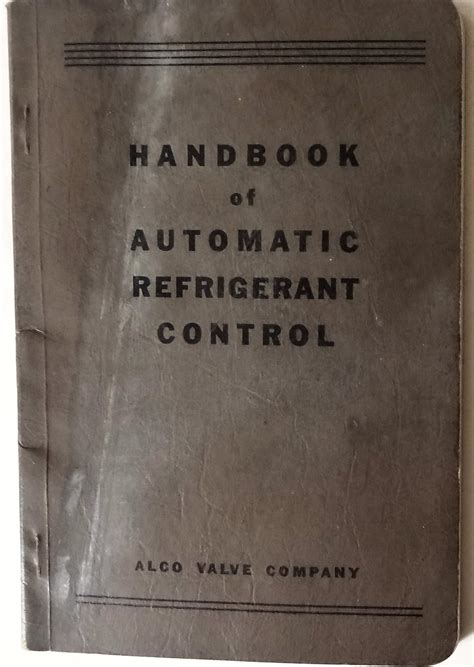 HANDBOOK
of
AUTOMATIC
REFRIGERANT
CONTROL
ALCO VALVE COMPANY